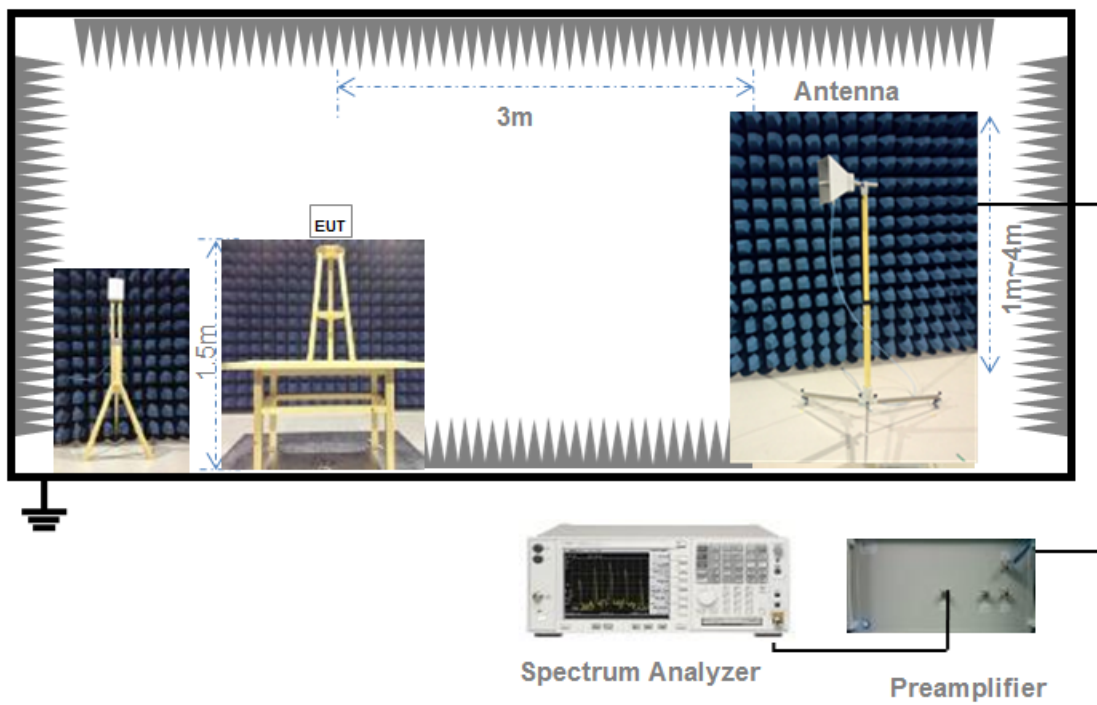 Antenna
3m
EUT
1.5m
1m~4m
Spectrum Analyzer
Preamplifier